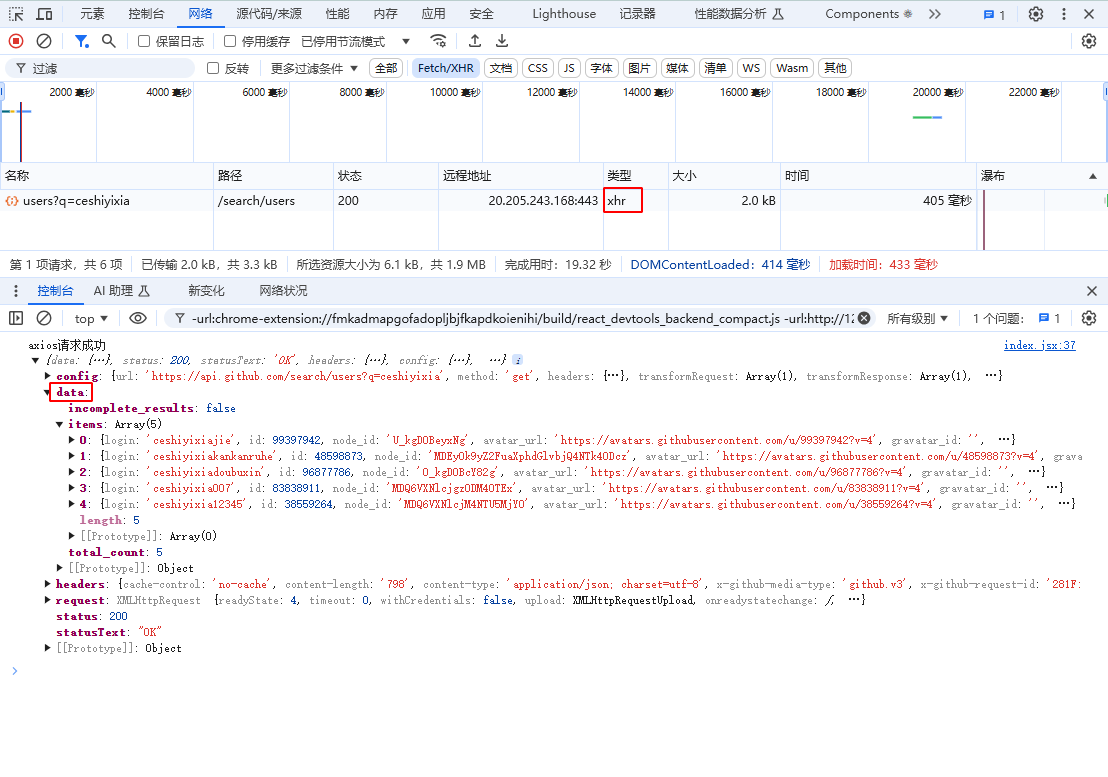 元素 控制台 网络 源代码/来源 性能 内存 应用 安全 Lighthouse 记录器 性能数据分析 Components 1
保留日志 停用缓存 已停用节流模式
过滤 反转 更多过滤条件 全部 Fetch/XHR 文档 CSS JS 字体 图片 媒体 清单 WS Wasm 其他
2000 毫秒 4000 毫秒 6000 毫秒 8000 毫秒 10000 毫秒 12000 毫秒 14000 毫秒 16000 毫秒 18000 毫秒 20000 毫秒 22000 毫秒
名称 路径 状态 远程地址 类型 大小 时间 瀑布
users?q=ceshiyixia /search/users 200 20.205.243.168:443 xhr 2.0 kB 405 毫秒
第 1 项请求，共 6 项 已传输 2.0 kB，共 3.3 kB 所选资源大小为 6.1 kB，共 1.9 MB 完成用时：19.32 秒 DOMContentLoaded：414 毫秒 加载时间：433 毫秒
控制台 AI 助理 新变化 网络状况
top -url:chrome-extension://fmkadmapgofadopljbjfkapdkoienihi/build/react_devtools_backend_compact.js -url:http://12 所有级别 1 个问题: 1
axios请求成功 index.jsx:37
{data: {…}, status: 200, statusText: 'OK', headers: {…}, config: {…}, …}
config: {url: 'https://api.github.com/search/users?q=ceshiyixia', method: 'get', headers: {…}, transformRequest: Array(1), transformResponse: Array(1), …}
data:
incomplete_results: false
items: Array(5)
0: {login: 'ceshiyixiajie', id: 99397942, node_id: 'U_kgDOBeyxNg', avatar_url: 'https://avatars.githubusercontent.com/u/99397942?v=4', gravatar_id: '', …}
1: {login: 'ceshiyixiakankanruhe', id: 48598873, node_id: 'MDEyOk9yZ2FuaXphdGlvbjQ4NTk4ODcz', avatar_url: 'https://avatars.githubusercontent.com/u/48598873?v=4', grava
2: {login: 'ceshiyixiadoubuxin', id: 96877786, node_id: 'O_kgDOBcY82g', avatar_url: 'https://avatars.githubusercontent.com/u/96877786?v=4', gravatar_id: '', …}
3: {login: 'ceshiyixia007', id: 83838911, node_id: 'MDQ6VXNlcjgzODM4OTEx', avatar_url: 'https://avatars.githubusercontent.com/u/83838911?v=4', gravatar_id: '', …}
4: {login: 'ceshiyixia12345', id: 38559264, node_id: 'MDQ6VXNlcjM4NTU5MjY0', avatar_url: 'https://avatars.githubusercontent.com/u/38559264?v=4', gravatar_id: '', …}
length: 5
[[Prototype]]: Array(0)
total_count: 5
[[Prototype]]: Object
headers: {cache-control: 'no-cache', content-length: '798', content-type: 'application/json; charset=utf-8', x-github-media-type: 'github.v3', x-github-request-id: '281F:
request: XMLHttpRequest {readyState: 4, timeout: 0, withCredentials: false, upload: XMLHttpRequestUpload, onreadystatechange: ƒ, …}
status: 200
statusText: "OK"
[[Prototype]]: Object